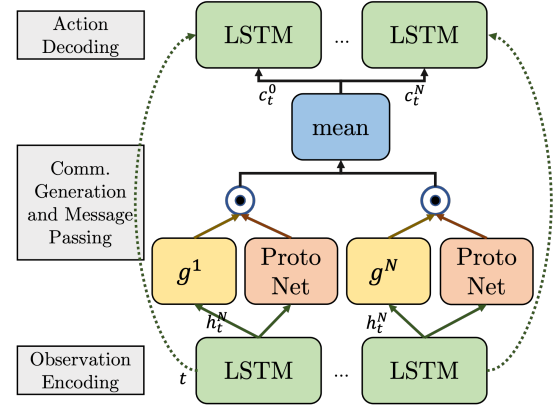 Action
Decoding
LSTM
...
LSTM
c_t^0
c_t^N
mean
Comm.
Generation
and Message
Passing
g^1
Proto
Net
g^N
Proto
Net
h_t^N
h_t^N
Observation
Encoding
t
LSTM
...
LSTM